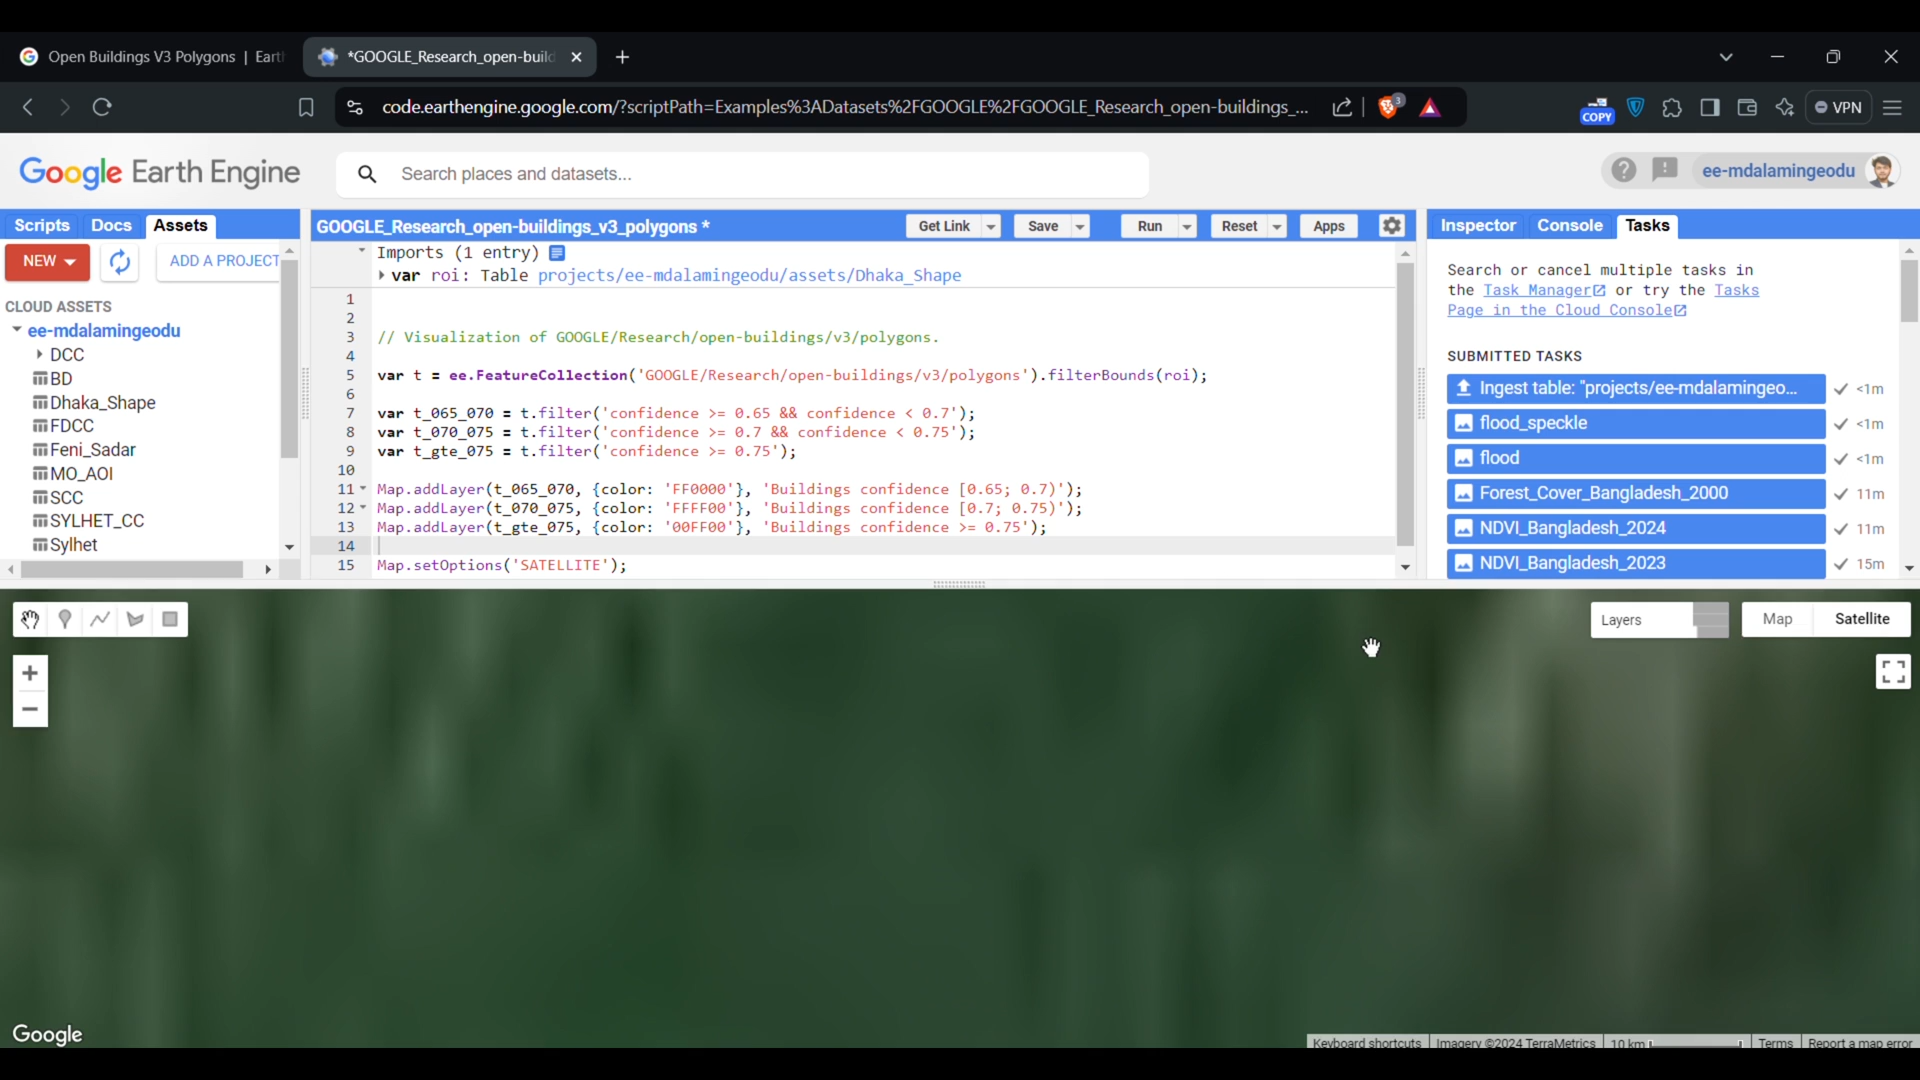 Open Buildings V3 Polygons | Eart
*GOOGLE_Research_open-build
code.earthengine.google.com/?scriptPath=Examples%3ADatasets%2FGOOGLE%2FGOOGLE_Research_open-buildings_...
3
COPY
VPN
Google Earth Engine
Search places and datasets...
ee-mdalamingeodu
Scripts Docs Assets
NEW
ADD A PROJECT
CLOUD ASSETS
ee-mdalamingeodu
DCC
BD
Dhaka_Shape
FDCC
Feni_Sadar
MO_AOI
SCC
SYLHET_CC
Sylhet
GOOGLE_Research_open-buildings_v3_polygons *
Get Link Save Run Reset Apps
Imports (1 entry)
var roi: Table projects/ee-mdalamingeodu/assets/Dhaka_Shape
1
2
3 // Visualization of GOOGLE/Research/open-buildings/v3/polygons.
4
5 var t = ee.FeatureCollection('GOOGLE/Research/open-buildings/v3/polygons').filterBounds(roi);
6
7 var t_065_070 = t.filter('confidence >= 0.65 && confidence < 0.7');
8 var t_070_075 = t.filter('confidence >= 0.7 && confidence < 0.75');
9 var t_gte_075 = t.filter('confidence >= 0.75');
10
11 Map.addLayer(t_065_070, {color: 'FF0000'}, 'Buildings confidence [0.65; 0.7)');
12 Map.addLayer(t_070_075, {color: 'FFFF00'}, 'Buildings confidence [0.7; 0.75)');
13 Map.addLayer(t_gte_075, {color: '00FF00'}, 'Buildings confidence >= 0.75');
14
15 Map.setOptions('SATELLITE');
Inspector Console Tasks
Search or cancel multiple tasks in
the Task Manager or try the Tasks
Page in the Cloud Console
SUBMITTED TASKS
Ingest table: "projects/ee-mdalamingeo... <1m
flood_speckle <1m
flood <1m
Forest_Cover_Bangladesh_2000 11m
NDVI_Bangladesh_2024 11m
NDVI_Bangladesh_2023 15m
Layers
Map Satellite
Google
Keyboard shortcuts Imagery ©2024 TerraMetrics 10 km Terms Report a map error